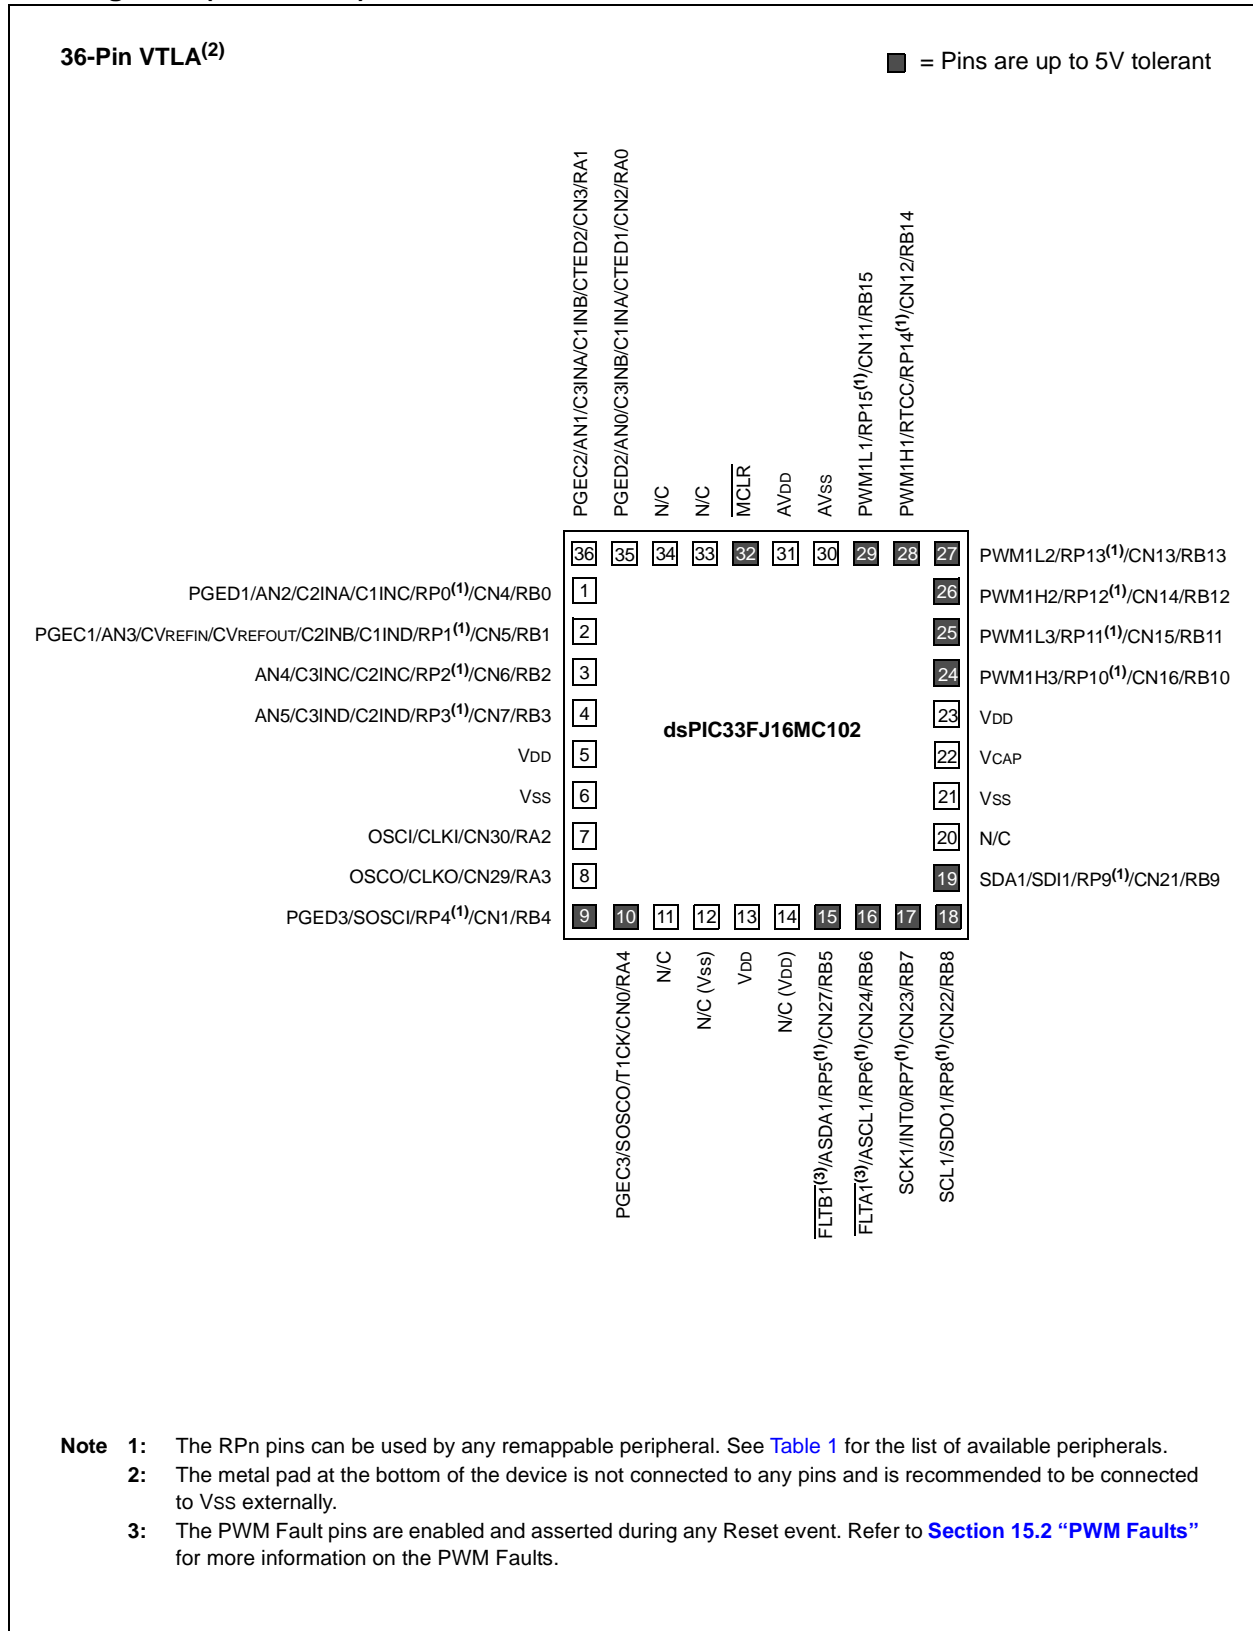 36-Pin VTLA(2)
= Pins are up to 5V tolerant
PGEC2/AN1/C3INA/C1INB/CTED2/CN3/RA1
PGED2/AN0/C3INB/C1INA/CTED1/CN2/RA0
N/C
N/C
MCLR
AVDD
AVSS
PWM1L1/RP15(1)/CN11/RB15
PWM1H1/RTCC/RP14(1)/CN12/RB14
36 35 34 33 32 31 30 29 28 27 PWM1L2/RP13(1)/CN13/RB13
PGED1/AN2/C2INA/C1INC/RP0(1)/CN4/RB0 1 26 PWM1H2/RP12(1)/CN14/RB12
PGEC1/AN3/CVREFIN/CVREFOUT/C2INB/C1IND/RP1(1)/CN5/RB1 2 25 PWM1L3/RP11(1)/CN15/RB11
AN4/C3INC/C2INC/RP2(1)/CN6/RB2 3 24 PWM1H3/RP10(1)/CN16/RB10
AN5/C3IND/C2IND/RP3(1)/CN7/RB3 4 23 VDD
dsPIC33FJ16MC102
VDD 5 22 VCAP
VSS 6 21 VSS
OSCI/CLKI/CN30/RA2 7 20 N/C
OSCO/CLKO/CN29/RA3 8 19 SDA1/SDI1/RP9(1)/CN21/RB9
PGED3/SOSCI/RP4(1)/CN1/RB4 9 10 11 12 13 14 15 16 17 18
PGEC3/SOSCO/T1CK/CN0/RA4
N/C
N/C (Vss)
VDD
N/C (VDD)
FLTB1(3)/ASDA1/RP5(1)/CN27/RB5
FLTA1(3)/ASCL1/RP6(1)/CN24/RB6
SCK1/INT0/RP7(1)/CN23/RB7
SCL1/SDO1/RP8(1)/CN22/RB8
Note 1: The RPn pins can be used by any remappable peripheral. See Table 1 for the list of available peripherals.
2: The metal pad at the bottom of the device is not connected to any pins and is recommended to be connected
to VSS externally.
3: The PWM Fault pins are enabled and asserted during any Reset event. Refer to Section 15.2 “PWM Faults”
for more information on the PWM Faults.